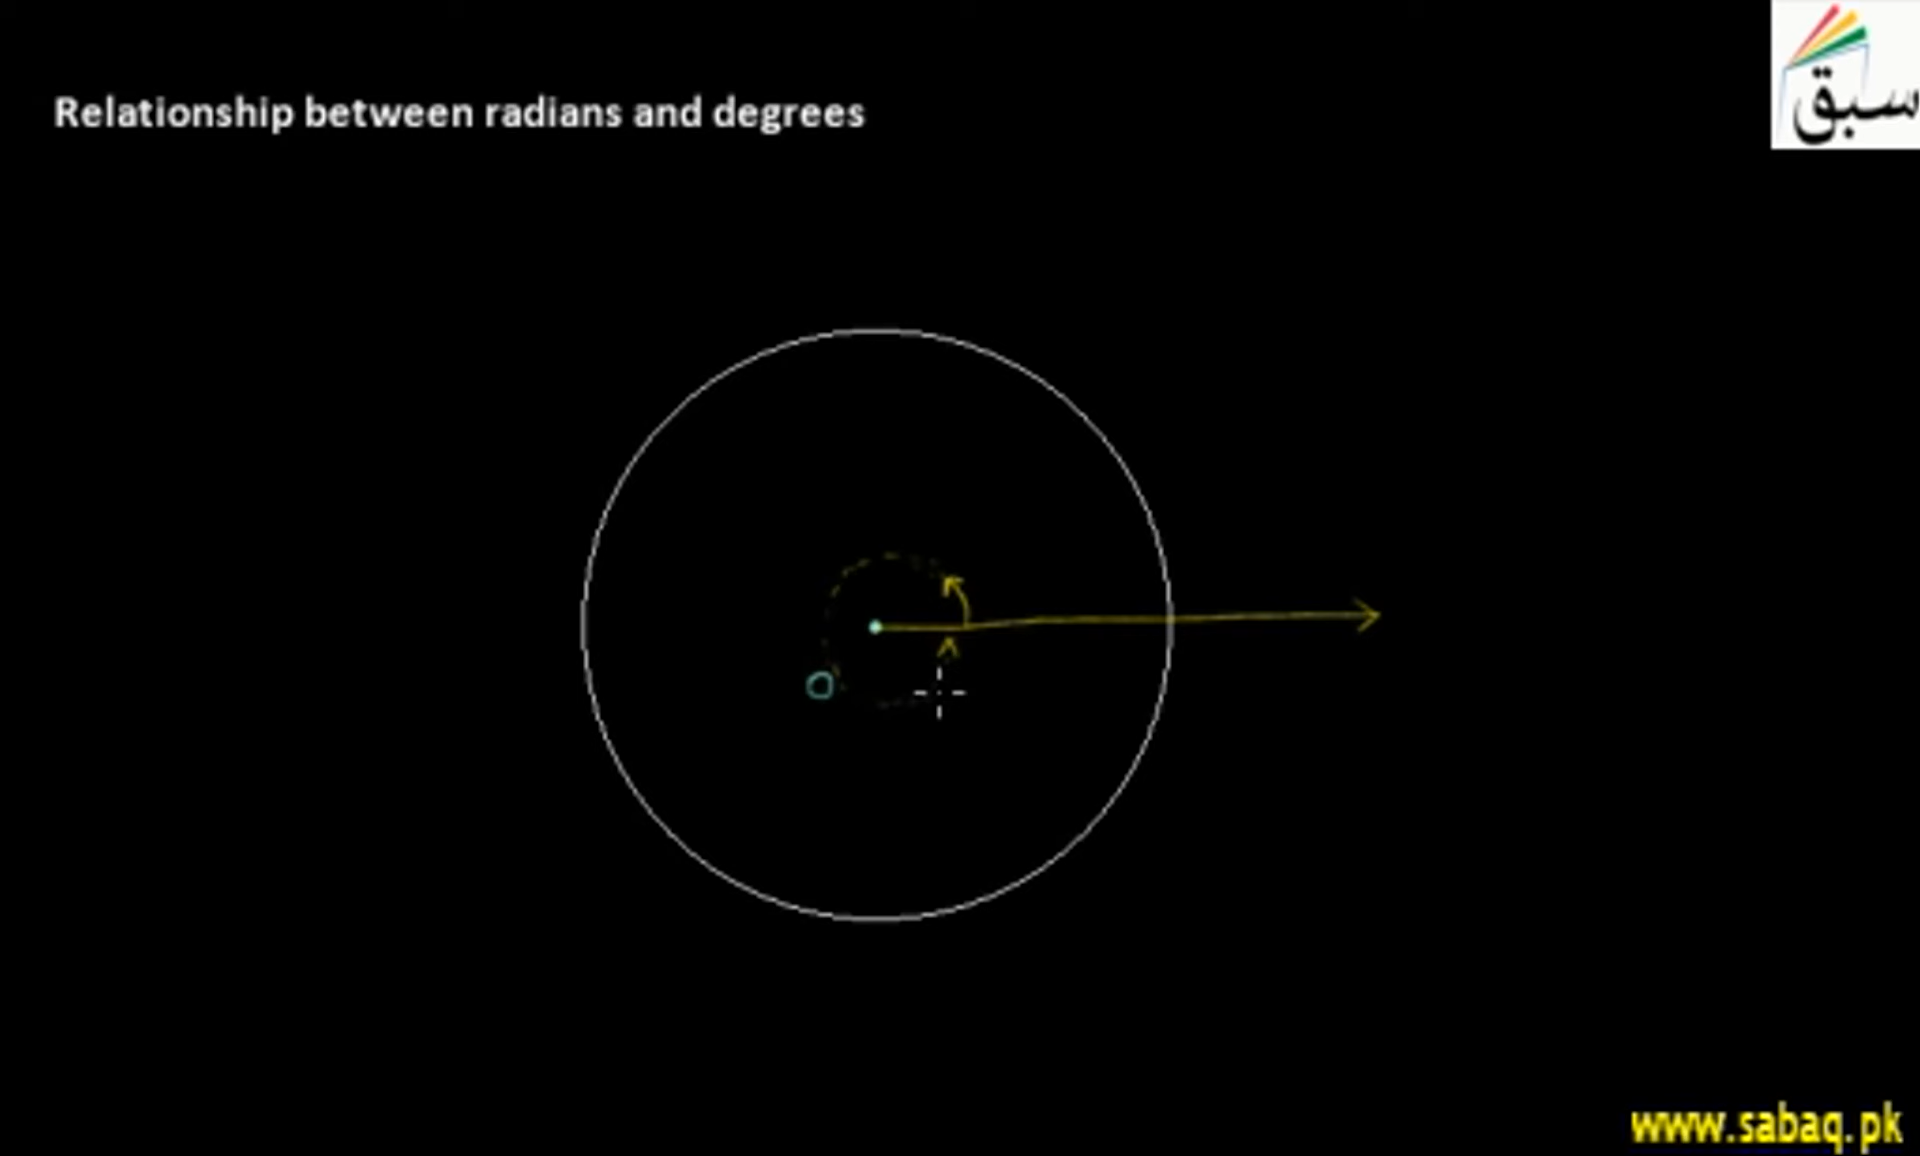 Relationship between radians and degrees
سبق
O
www.sabaq.pk